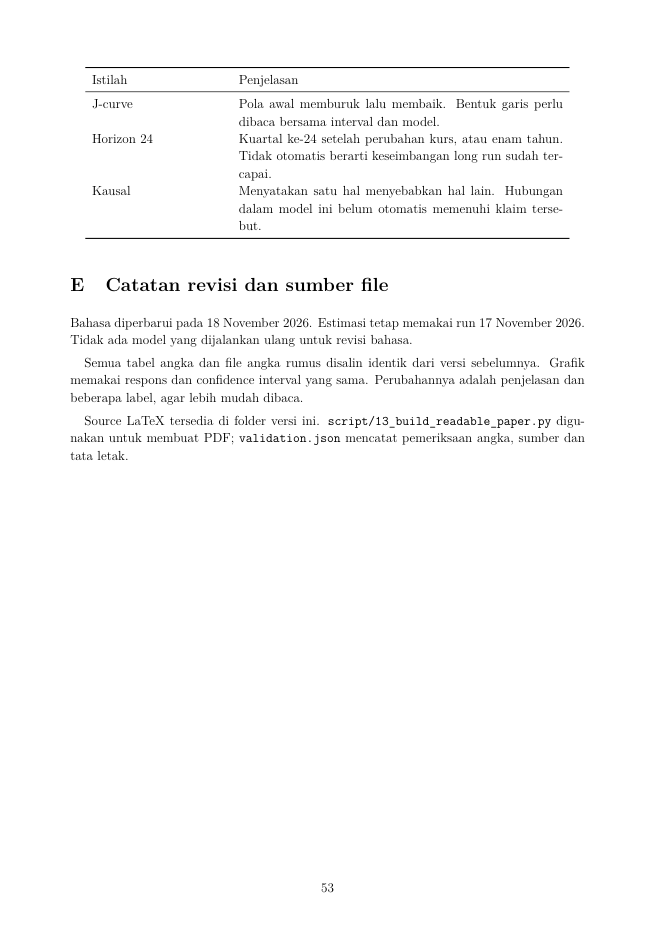 Istilah Penjelasan
J-curve Pola awal memburuk lalu membaik. Bentuk garis perlu
dibaca bersama interval dan model.
Horizon 24 Kuartal ke-24 setelah perubahan kurs, atau enam tahun.
Tidak otomatis berarti keseimbangan long run sudah ter-
capai.
Kausal Menyatakan satu hal menyebabkan hal lain. Hubungan
dalam model ini belum otomatis memenuhi klaim terse-
but.
E Catatan revisi dan sumber file
Bahasa diperbarui pada 18 November 2026. Estimasi tetap memakai run 17 November 2026.
Tidak ada model yang dijalankan ulang untuk revisi bahasa.
Semua tabel angka dan file angka rumus disalin identik dari versi sebelumnya. Grafik
memakai respons dan confidence interval yang sama. Perubahannya adalah penjelasan dan
beberapa label, agar lebih mudah dibaca.
Source LaTeX tersedia di folder versi ini. script/13_build_readable_paper.py digu-
nakan untuk membuat PDF; validation.json mencatat pemeriksaan angka, sumber dan
tata letak.
53